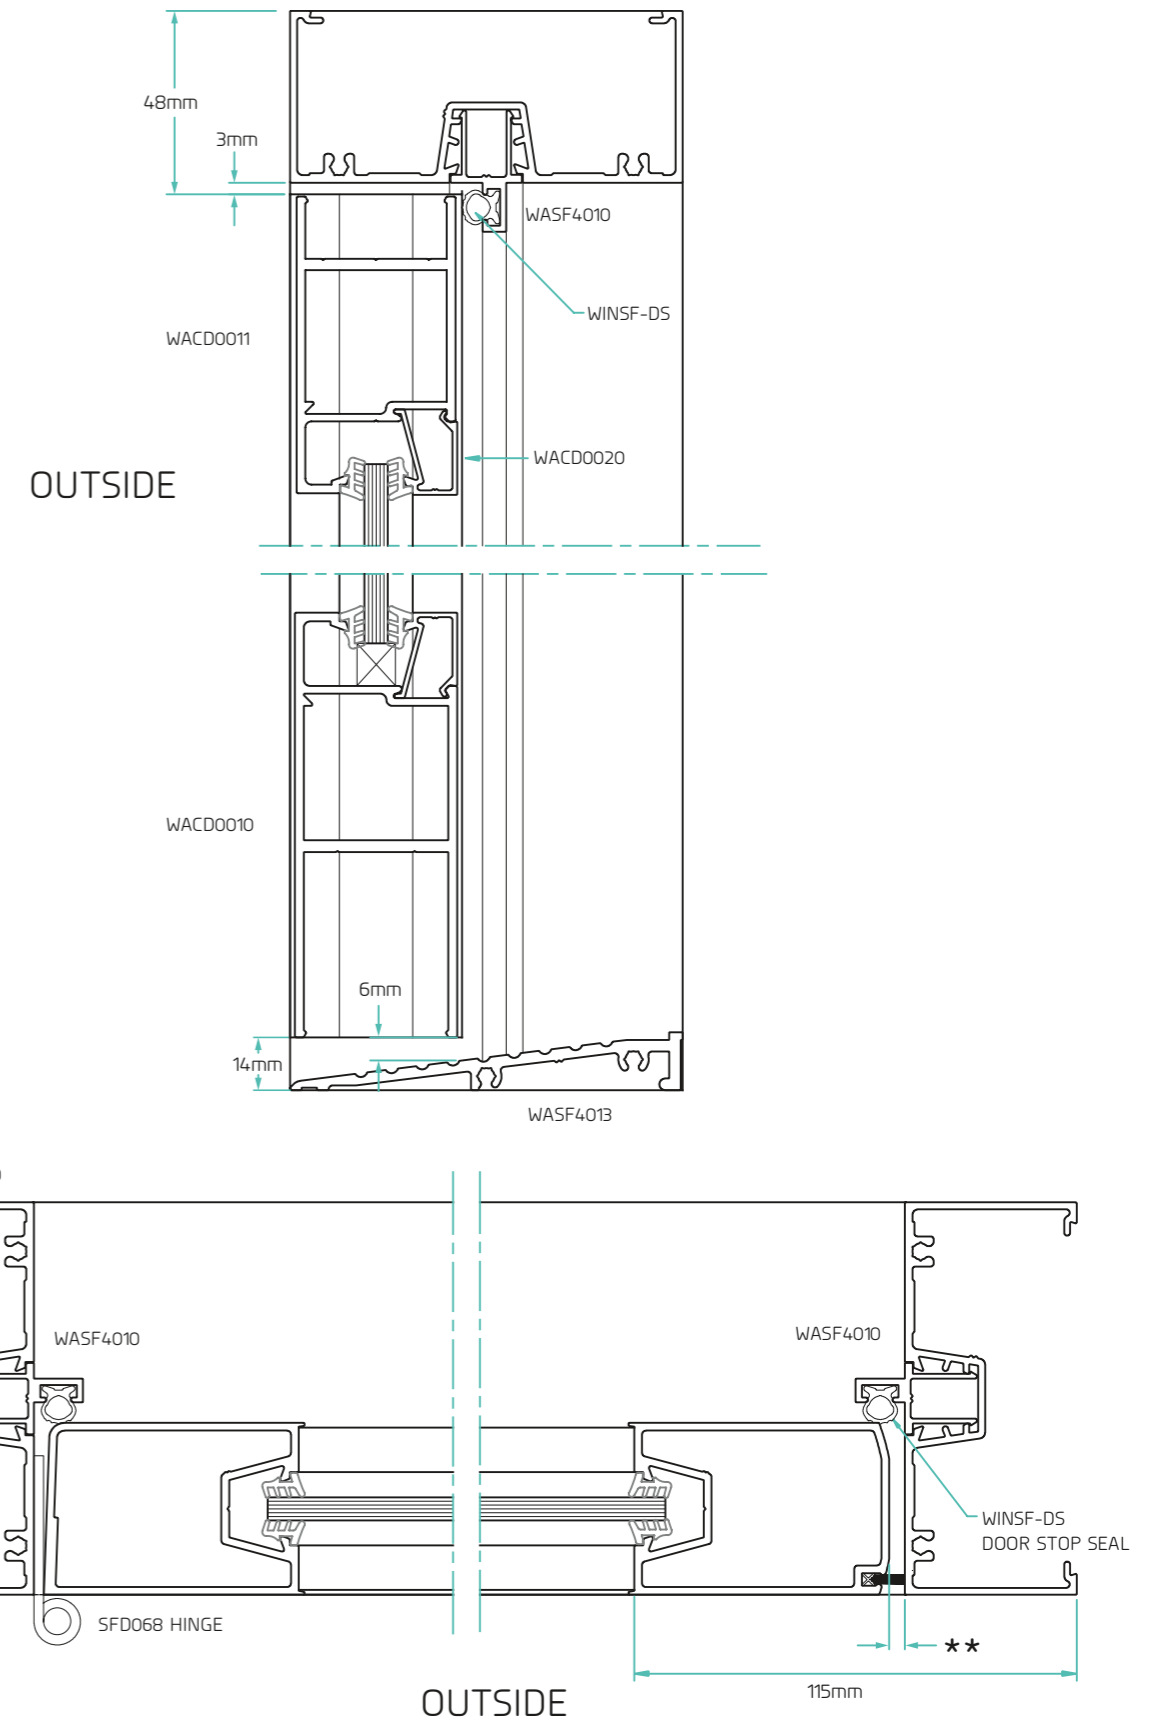 48mm
3mm
WASF4010
WINSF-DS
WACD0011
WACD0020
OUTSIDE
WACD0010
6mm
14mm
WASF4013
WASF4010
WASF4010
WINSF-DS
DOOR STOP SEAL
SFD068 HINGE
**
115mm
OUTSIDE